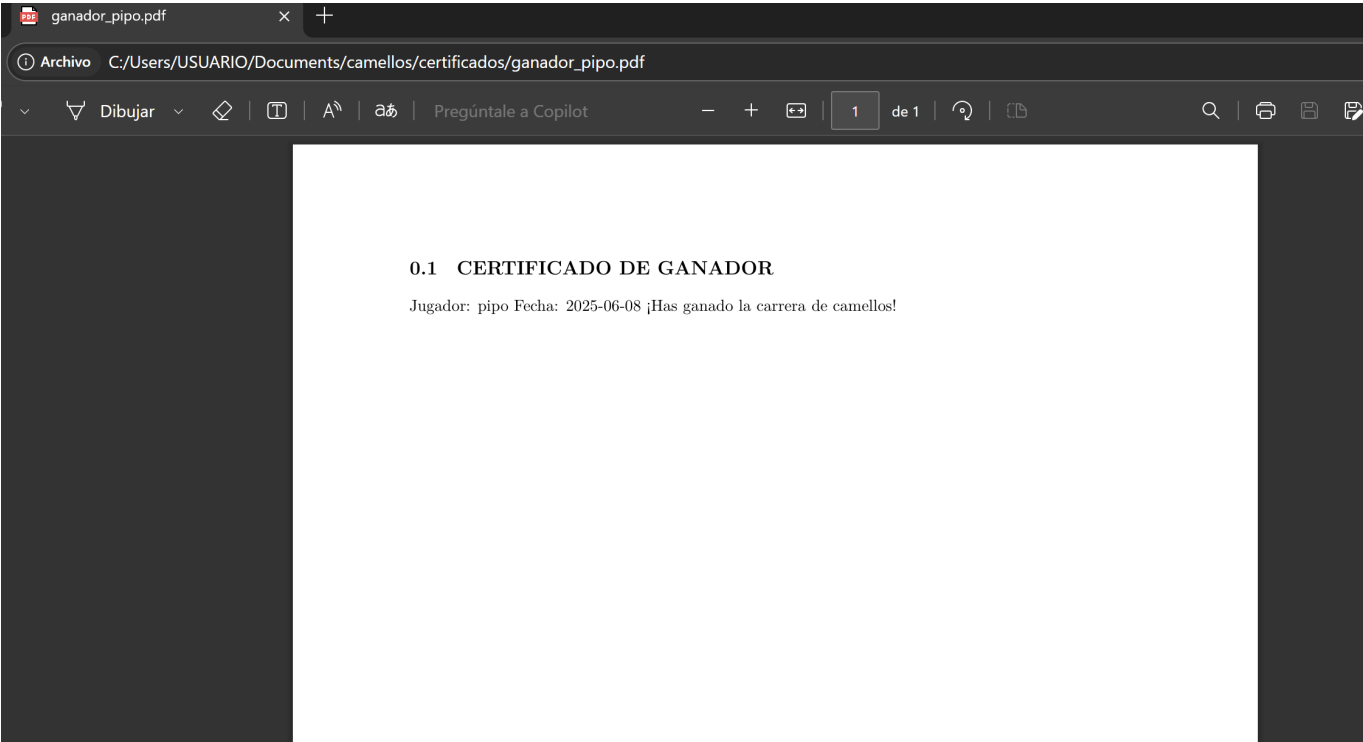 ganador_pipo.pdf
Archivo C:/Users/USUARIO/Documents/camellos/certificados/ganador_pipo.pdf
Dibujar Pregúntale a Copilot 1 de 1
0.1 CERTIFICADO DE GANADOR
Jugador: pipo Fecha: 2025-06-08 ¡Has ganado la carrera de camellos!